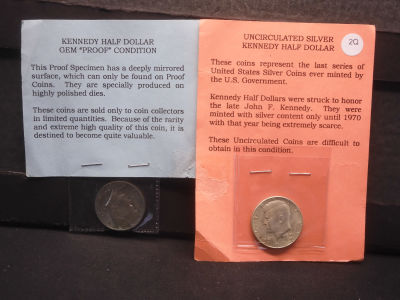 KENNEDY HALF DOLLAR
GEM "PROOF" CONDITION
This Proof Specimen has a deeply mirrored
surface, which can only be found on Proof
Coins. They are specially produced on
highly polished dies.
These coins are sold only to coin collectors
in limited quantities. Because of the rarity
and extreme high quality of this coin, it is
destined to become quite valuable.
UNCIRCULATED SILVER
KENNEDY HALF DOLLAR
2Q
These coins represent the last series of
United States Silver Coins ever minted by
the U.S. Government.
Kennedy Half Dollars were struck to honor
the late John F. Kennedy. They were
minted with silver content only until 1970
with that year being extremely scarce.
These Uncirculated Coins are difficult to
obtain in this condition.